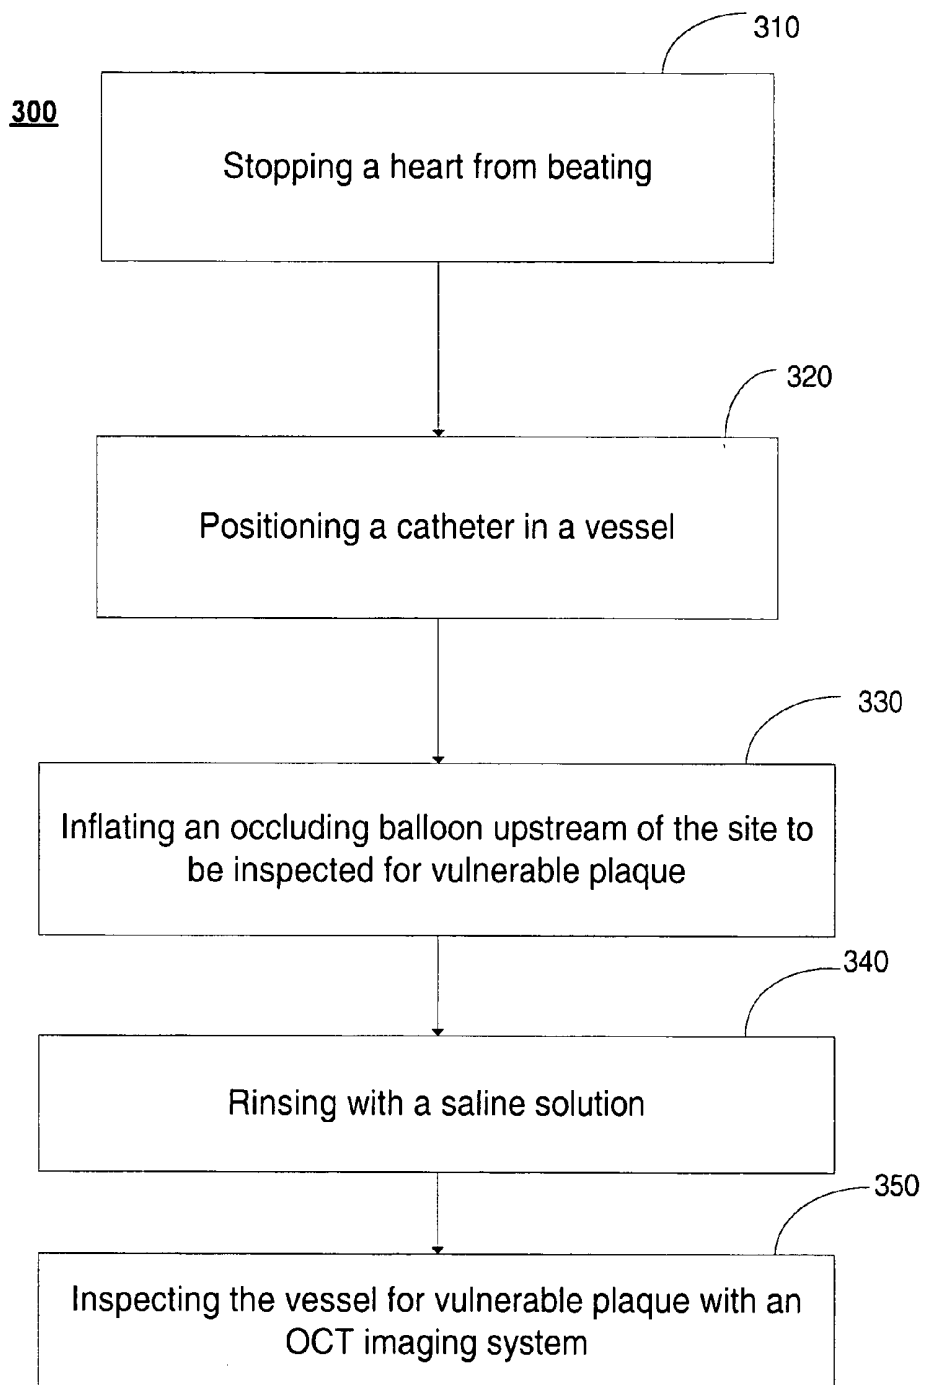 310
300
Stopping a heart from beating
320
Positioning a catheter in a vessel
330
Inflating an occluding balloon upstream of the site to
be inspected for vulnerable plaque
340
Rinsing with a saline solution
350
Inspecting the vessel for vulnerable plaque with an
OCT imaging system